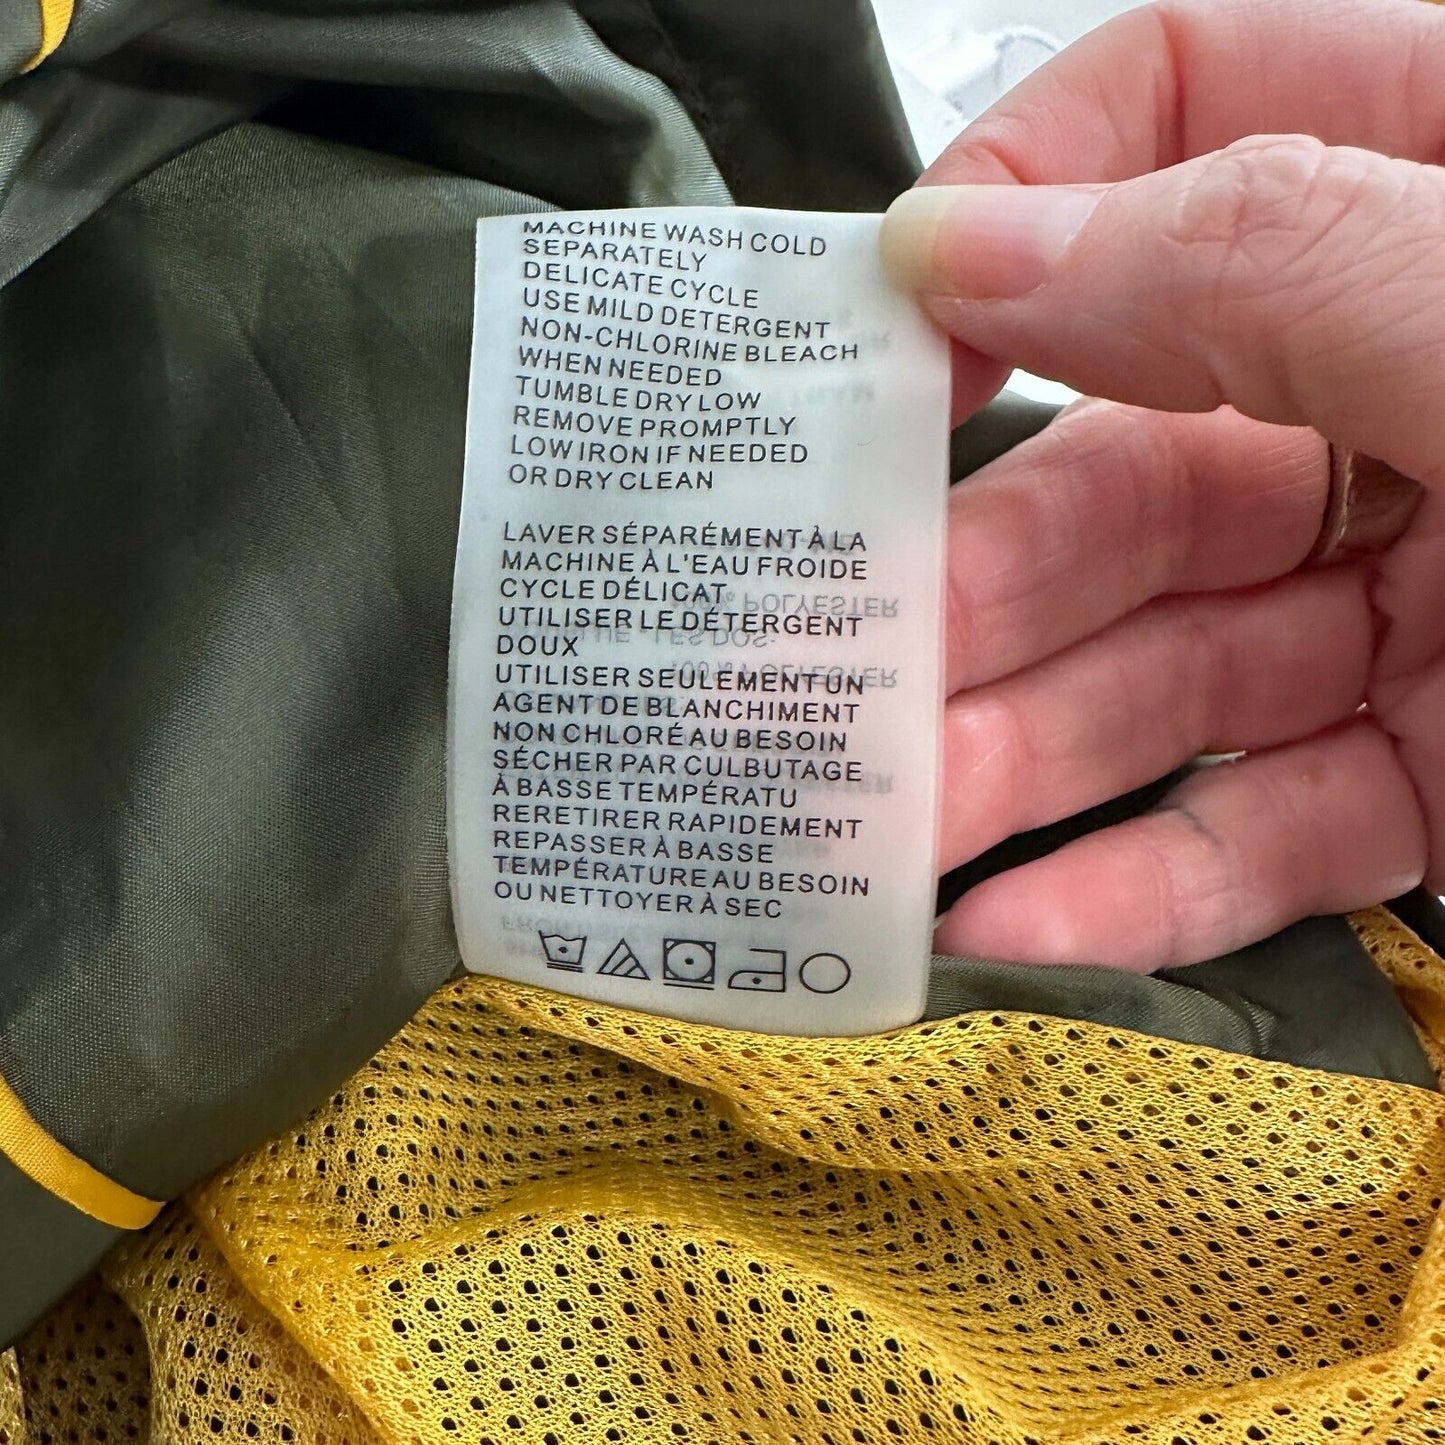 MACHINE WASH COLD
SEPARATELY
DELICATE CYCLE
USE MILD DETERGENT
NON-CHLORINE BLEACH
WHEN NEEDED
TUMBLE DRY LOW
REMOVE PROMPTLY
LOW IRON IF NEEDED
OR DRY CLEAN
LAVER SÉPARÉMENT À LA
MACHINE À L'EAU FROIDE
CYCLE DÉLICAT
UTILISER LE DÉTERGENT
DOUX
UTILISER SEULEMENT UN
AGENT DE BLANCHIMENT
NON CHLORÉ AU BESOIN
SÉCHER PAR CULBUTAGE
À BASSE TEMPÉRATU
RERETIRER RAPIDEMENT
REPASSER À BASSE
TEMPÉRATURE AU BESOIN
OU NETTOYER À SEC